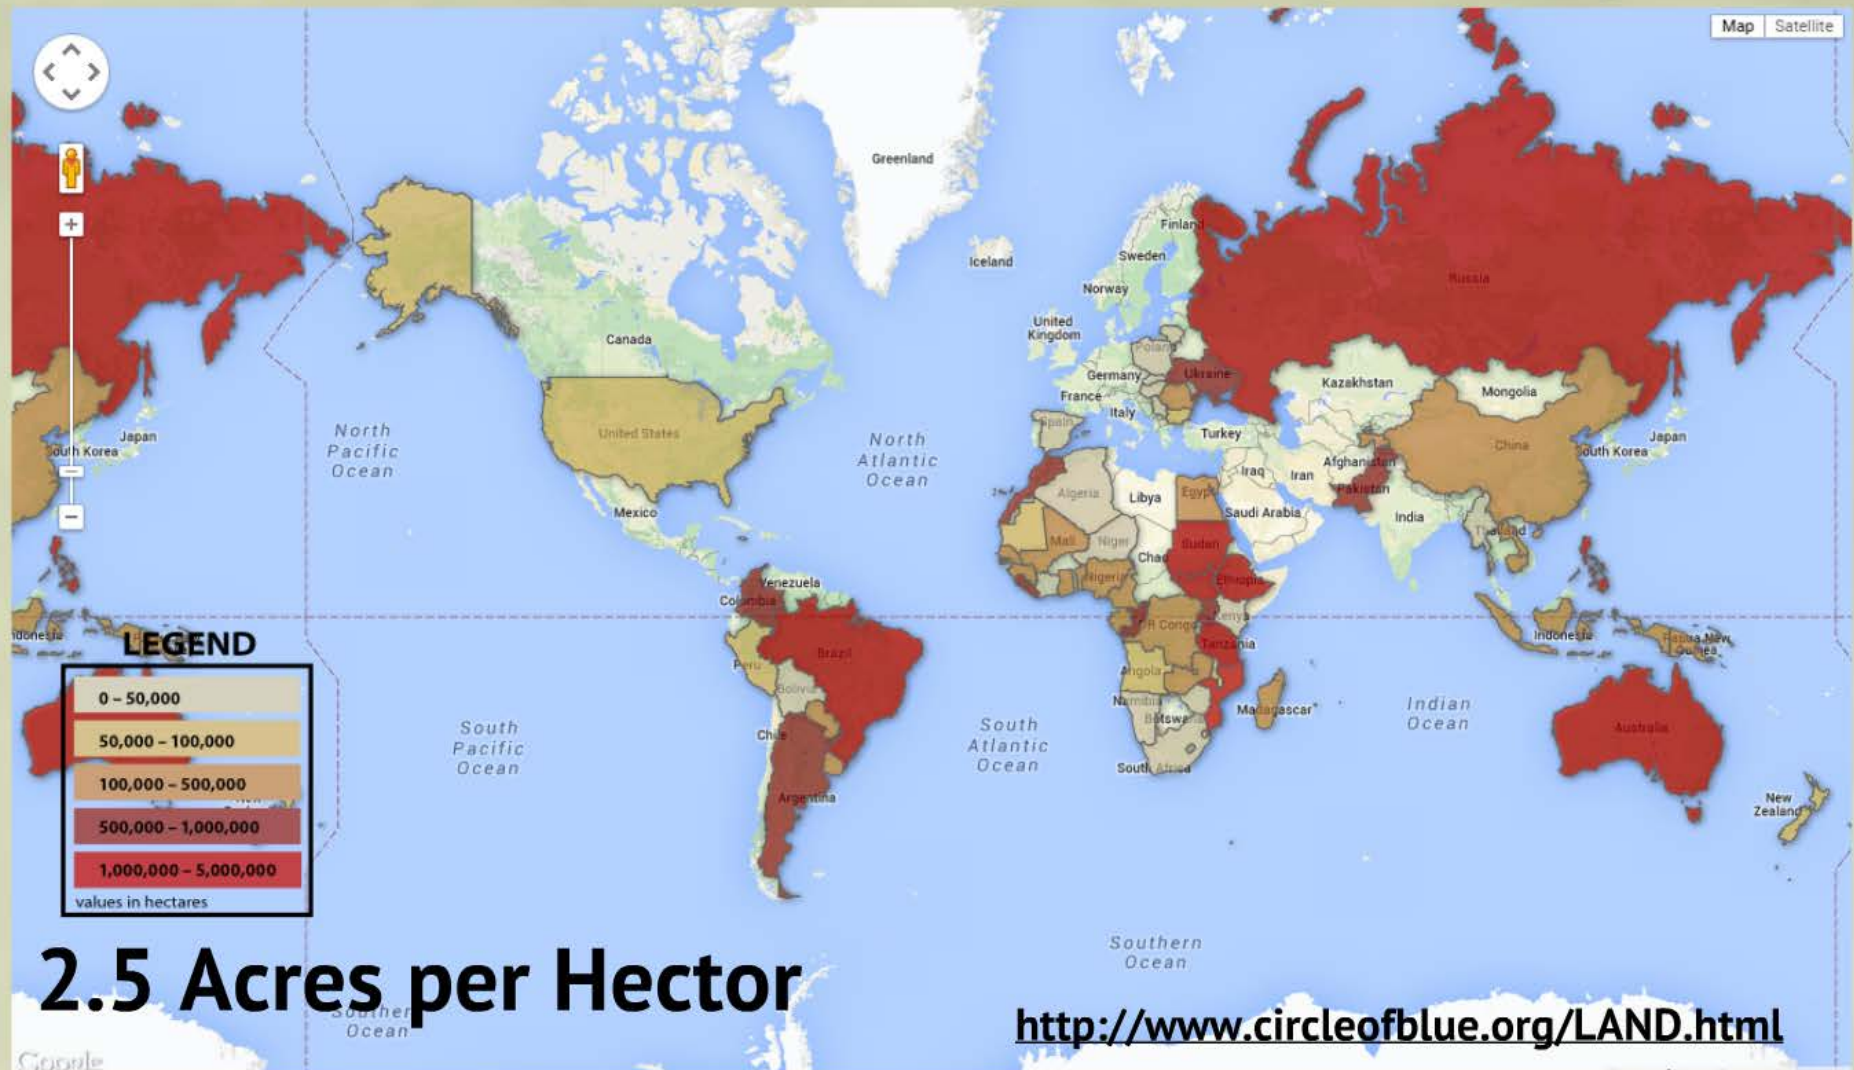 Map Satellite
Greenland
Finland
Sweden
Iceland
Norway
Russia
United
Kingdom
Canada
Poland
Germany
Ukraine
Kazakhstan
Mongolia
France
Italy
Spain
Turkey
North
Pacific
Ocean
United States
North
Atlantic
Ocean
China
Japan
South Korea
Japan
South Korea
Afghanistan
Iraq
Iran
Pakistan
Algeria
Libya
Egypt
Saudi Arabia
India
Mexico
Thailand
Mali
Niger
Chad
Sudan
Nigeria
Ethiopia
Venezuela
Colombia
Kenya
DR Congo
Tanzania
Indonesia
Papua New
Guinea
Indonesia
Brazil
Peru
Bolivia
Angola
Namibia
Botswana
Madagascar
South Africa
Chile
Argentina
South
Pacific
Ocean
South
Atlantic
Ocean
Indian
Ocean
Australia
New
Zealand
LEGEND
0 – 50,000
50,000 – 100,000
100,000 – 500,000
500,000 – 1,000,000
1,000,000 – 5,000,000
values in hectares
Southern
Ocean
2.5 Acres per Hector
Southern
Ocean
http://www.circleofblue.org/LAND.html
Google